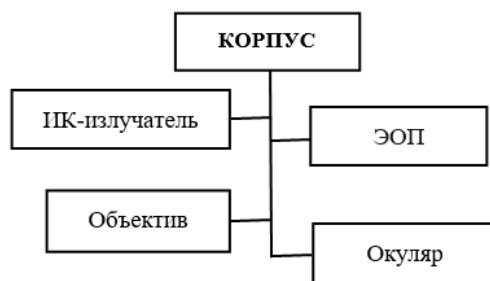 КОРПУС
ИК-излучатель
ЭОП
Объектив
Окуляр